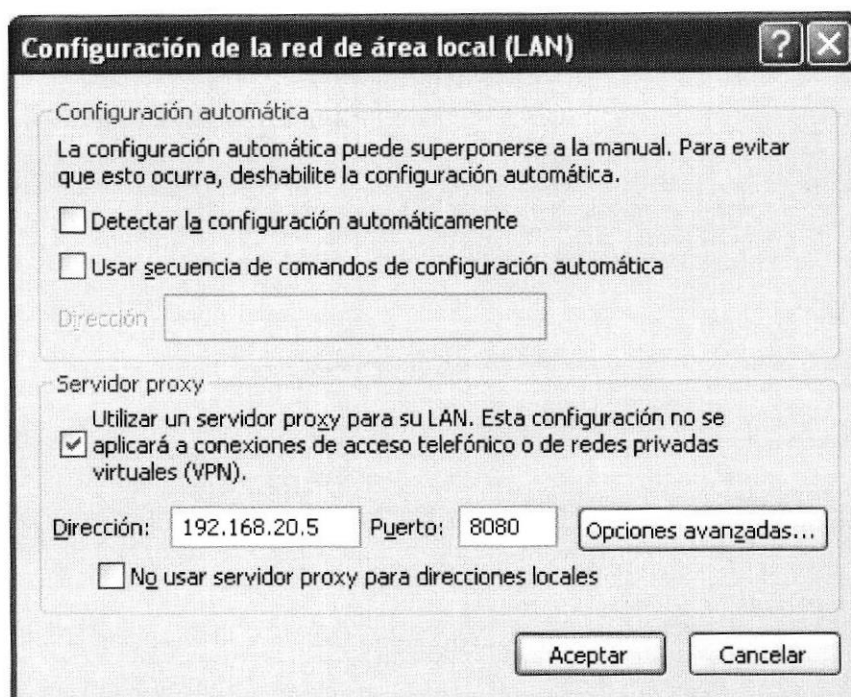 Configuración de la red de área local (LAN)
Configuración automática
La configuración automática puede superponerse a la manual. Para evitar
que esto ocurra, deshabilite la configuración automática.
Detectar la configuración automáticamente
Usar secuencia de comandos de configuración automática
Dirección
Servidor proxy
Utilizar un servidor proxy para su LAN. Esta configuración no se
aplicará a conexiones de acceso telefónico o de redes privadas
virtuales (VPN).
Dirección: 192.168.20.5 Puerto: 8080 Opciones avanzadas...
No usar servidor proxy para direcciones locales
Aceptar Cancelar